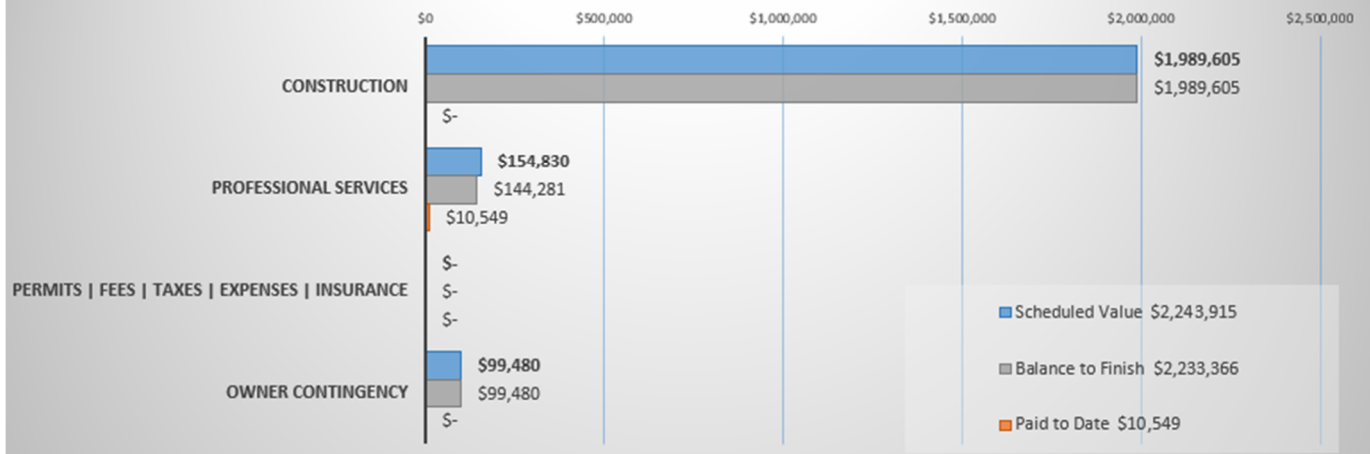 $0 $500,000 $1,000,000 $1,500,000 $2,000,000 $2,500,000
$1,989,605
CONSTRUCTION
$1,989,605
$-
$154,830
PROFESSIONAL SERVICES
$144,281
$10,549
$-
PERMITS | FEES | TAXES | EXPENSES | INSURANCE
$-
$-
$99,480
OWNER CONTINGENCY
$99,480
$-
Scheduled Value $2,243,915
Balance to Finish $2,233,366
Paid to Date $10,549